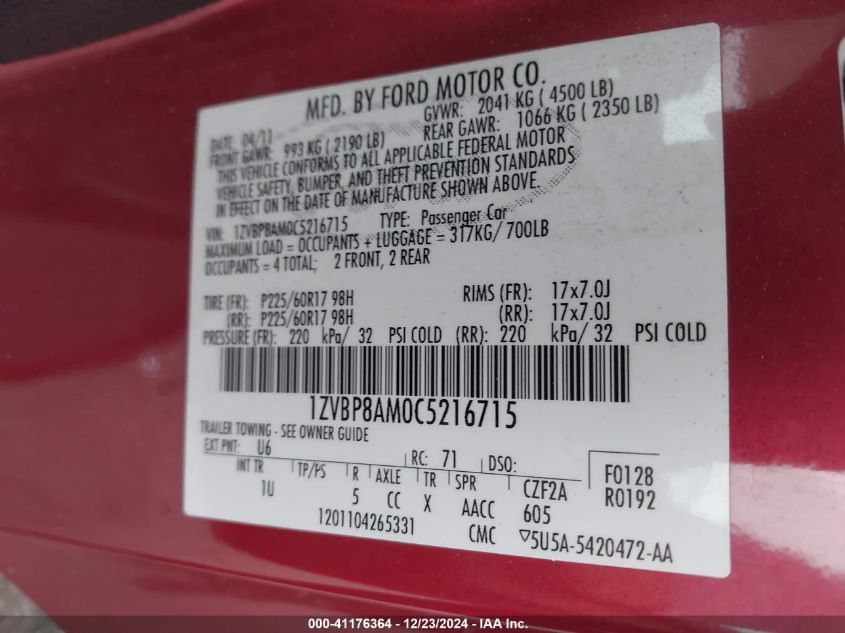 MFD. BY FORD MOTOR CO.
DATE: 04/11 GVWR: 2041 KG ( 4500 LB)
FRONT GAWR: 993 KG ( 2190 LB) REAR GAWR: 1066 KG ( 2350 LB)
THIS VEHICLE CONFORMS TO ALL APPLICABLE FEDERAL MOTOR
VEHICLE SAFETY, BUMPER, AND THEFT PREVENTION STANDARDS
IN EFFECT ON THE DATE OF MANUFACTURE SHOWN ABOVE.
VIN: 1ZVBP8AM0C5216715 TYPE: Passenger Car
MAXIMUM LOAD = OCCUPANTS + LUGGAGE = 317KG/ 700LB
OCCUPANTS = 4 TOTAL; 2 FRONT, 2 REAR
TIRE (FR): P225/60R17 98H RIMS (FR): 17x7.0J
(RR): P225/60R17 98H (RR): 17x7.0J
PRESSURE (FR): 220 kPa/ 32 PSI COLD (RR): 220 kPa/ 32 PSI COLD
1ZVBP8AM0C5216715
TRAILER TOWING - SEE OWNER GUIDE
EXT PNT: U6 RC: 71 DSO:
INT TR TP/PS R AXLE TR SPR CZF2A F0128
1U 5 CC X AACC 605 R0192
1201104265331 CMC ▽5U5A-5420472-AA
000-41176364 - 12/23/2024 - IAA Inc.